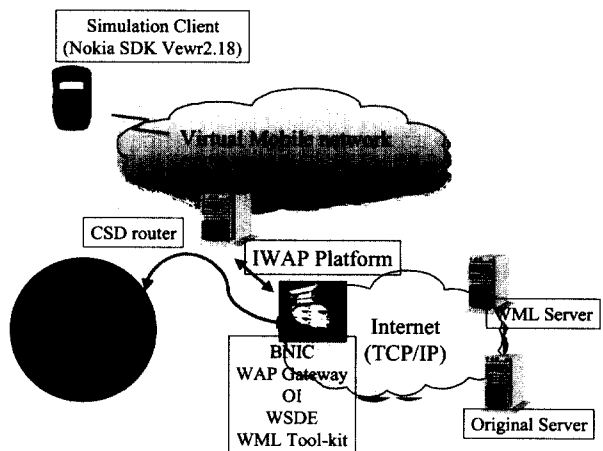 Simulation Client
(Nokia SDK Vewr2.18)
Virtual Mobile network
CSD router
IWAP Platform
Internet
(TCP/IP)
WML Server
BNIC
WAP Gateway
OI
WSDE
WML Tool-kit
Original Server